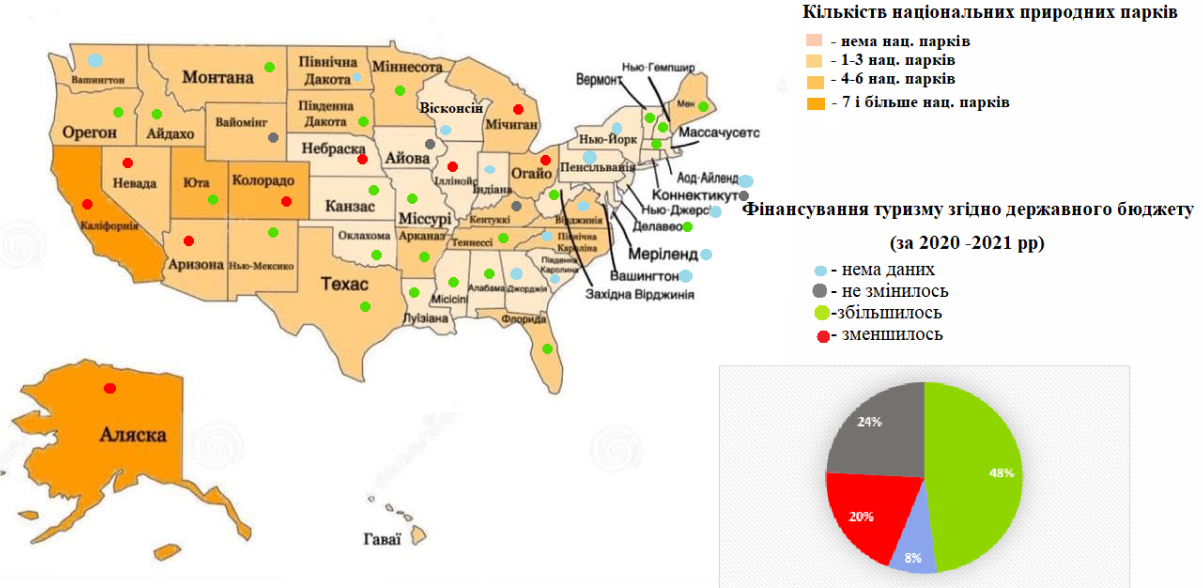 Кількіств національних природних парків
- нема нац. парків
- 1-3 нац. парків
- 4-6 нац. парків
- 7 і більше нац. парків
Вашингтон
Монтана
Північна
Дакота
Міннесота
Вісконсін
Мічиган
Вермонт
Нью-Гемпшир
Мен
Орегон
Айдахо
Вайомінг
Південна
Дакота
Нью-Йорк
Массачусетс
Небраска
Айова
Іллінойс
Індіана
Огайо
Пенсільванія
Аод-Айленд
Коннектикут
Нью-Джерсі
Делавео
Невада
Юта
Колорадо
Канзас
Міссурі
Кентуккі
Вірджинія
Каліфорнія
Меріленд
Вашингтон
Західна Вірджинія
Аризона
Нью-Мексико
Оклахома
Арканзас
Теннессі
Північна
Кароліна
Південна
Кароліна
Техас
Луїзіана
Місісіпі
Алабама
Джорджія
Флорида
Аляска
Гаваї
Фінансування туризму згідно державного бюджету
(за 2020 -2021 рр)
- нема даних
- не змінилось
-збільшилось
- зменшилось
24%
48%
20%
8%